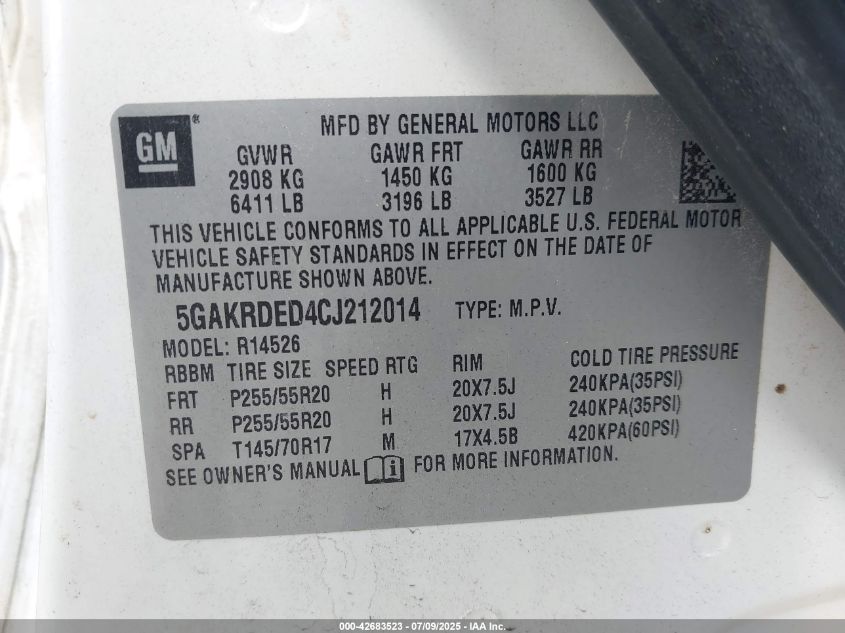 GM®
MFD BY GENERAL MOTORS LLC
GVWR GAWR FRT GAWR RR
2908 KG 1450 KG 1600 KG
6411 LB 3196 LB 3527 LB
THIS VEHICLE CONFORMS TO ALL APPLICABLE U.S. FEDERAL MOTOR
VEHICLE SAFETY STANDARDS IN EFFECT ON THE DATE OF
MANUFACTURE SHOWN ABOVE.
5GAKRDED4CJ212014 TYPE: M.P.V.
MODEL: R14526
RBBM TIRE SIZE SPEED RTG RIM COLD TIRE PRESSURE
FRT P255/55R20 H 20X7.5J 240KPA(35PSI)
RR P255/55R20 H 20X7.5J 240KPA(35PSI)
SPA T145/70R17 M 17X4.5B 420KPA(60PSI)
SEE OWNER'S MANUAL i FOR MORE INFORMATION.
000-42683523 - 07/09/2025 - IAA Inc.